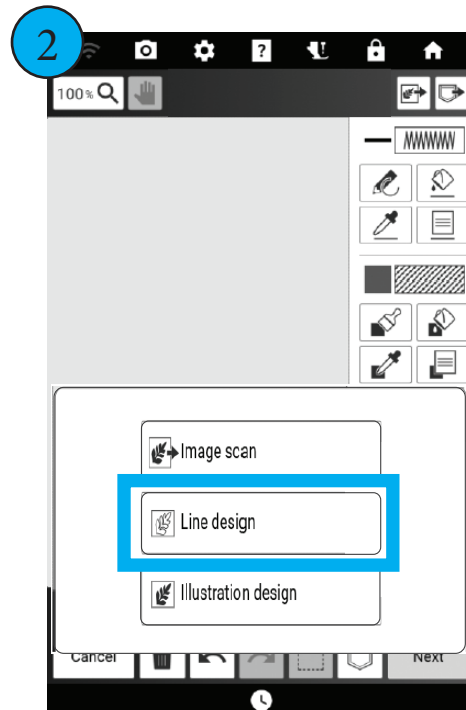 2
?
100%
Image scan
Line design
Illustration design
Cancel
Next